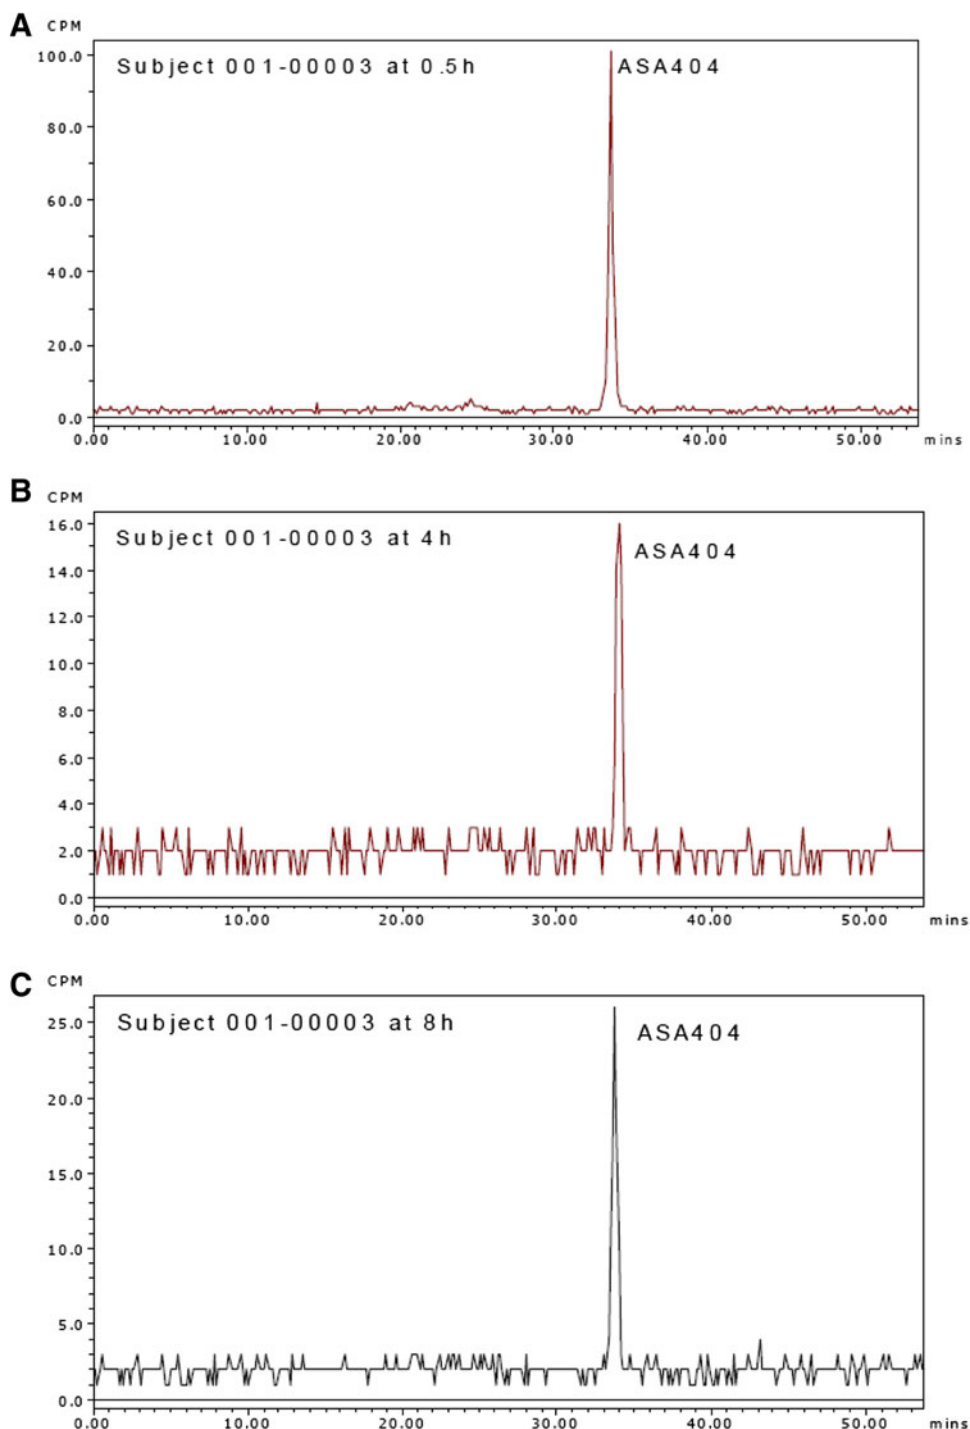 A CPM
100.0
Subject 001-00003 at 0.5h ASA404
80.0
60.0
40.0
20.0
0.0
0.00 10.00 20.00 30.00 40.00 50.00 mins
B CPM
16.0
Subject 001-00003 at 4h
ASA404
14.0
12.0
10.0
8.0
6.0
4.0
2.0
0.0
0.00 10.00 20.00 30.00 40.00 50.00 mins
C CPM
25.0
Subject 001-00003 at 8h
ASA404
20.0
15.0
10.0
5.0
0.0
0.00 10.00 20.00 30.00 40.00 50.00 mins